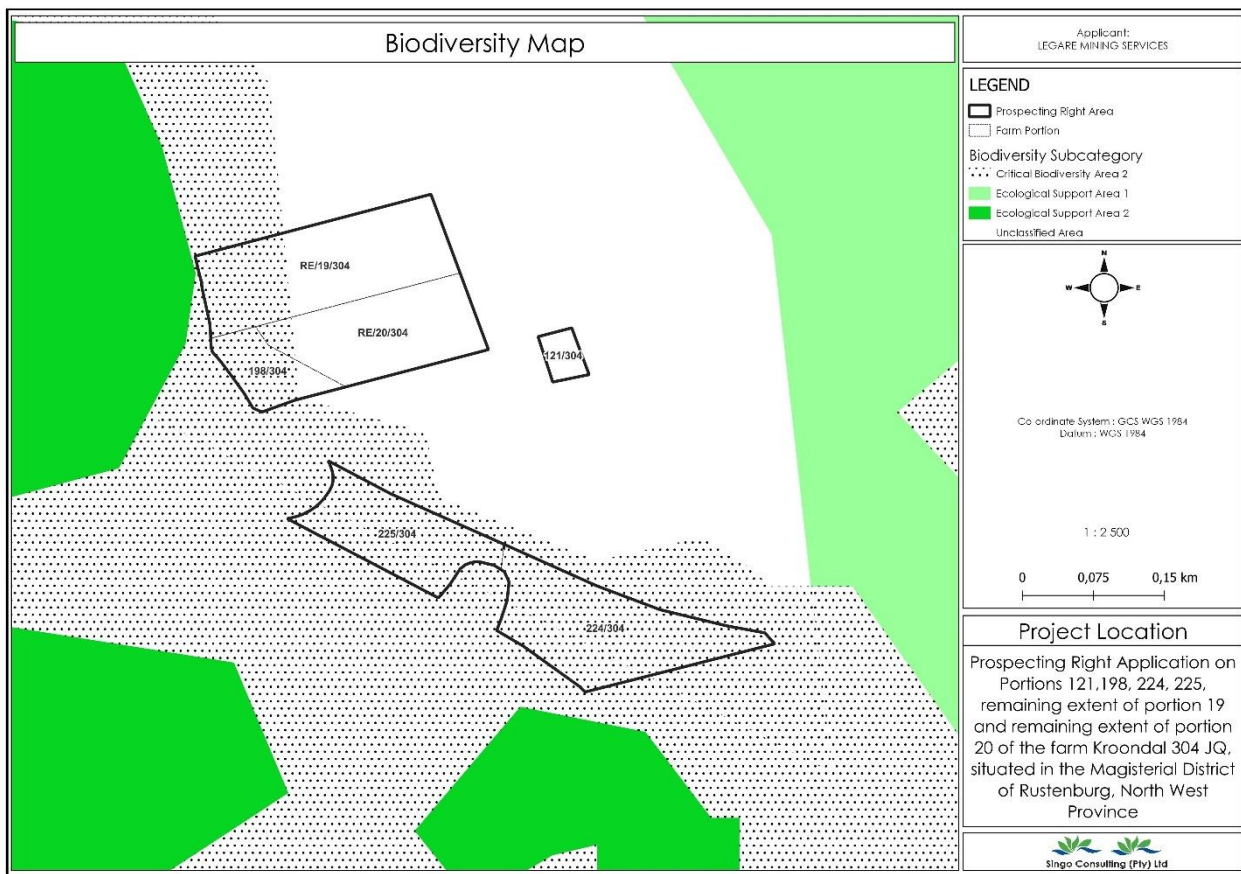 Biodiversity Map
RE/19/304
RE/20/304
198/304
121/304
225/304
224/304
Applicant:
LEGARE MINING SERVICES
LEGEND
Prospecting Right Area
Farm Portion
Biodiversity Subcategory
Critical Biodiversity Area 2
Ecological Support Area 1
Ecological Support Area 2
Unclassified Area
N
W E
S
Co ordinate System : GCS WGS 1984
Datum : WGS 1984
1 : 2 500
0 0,075 0,15 km
Project Location
Prospecting Right Application on
Portions 121,198, 224, 225,
remaining extent of portion 19
and remaining extent of portion
20 of the farm Kroondal 304 JQ,
situated in the Magisterial District
of Rustenburg, North West
Province
Singo Consulting (Pty) Ltd